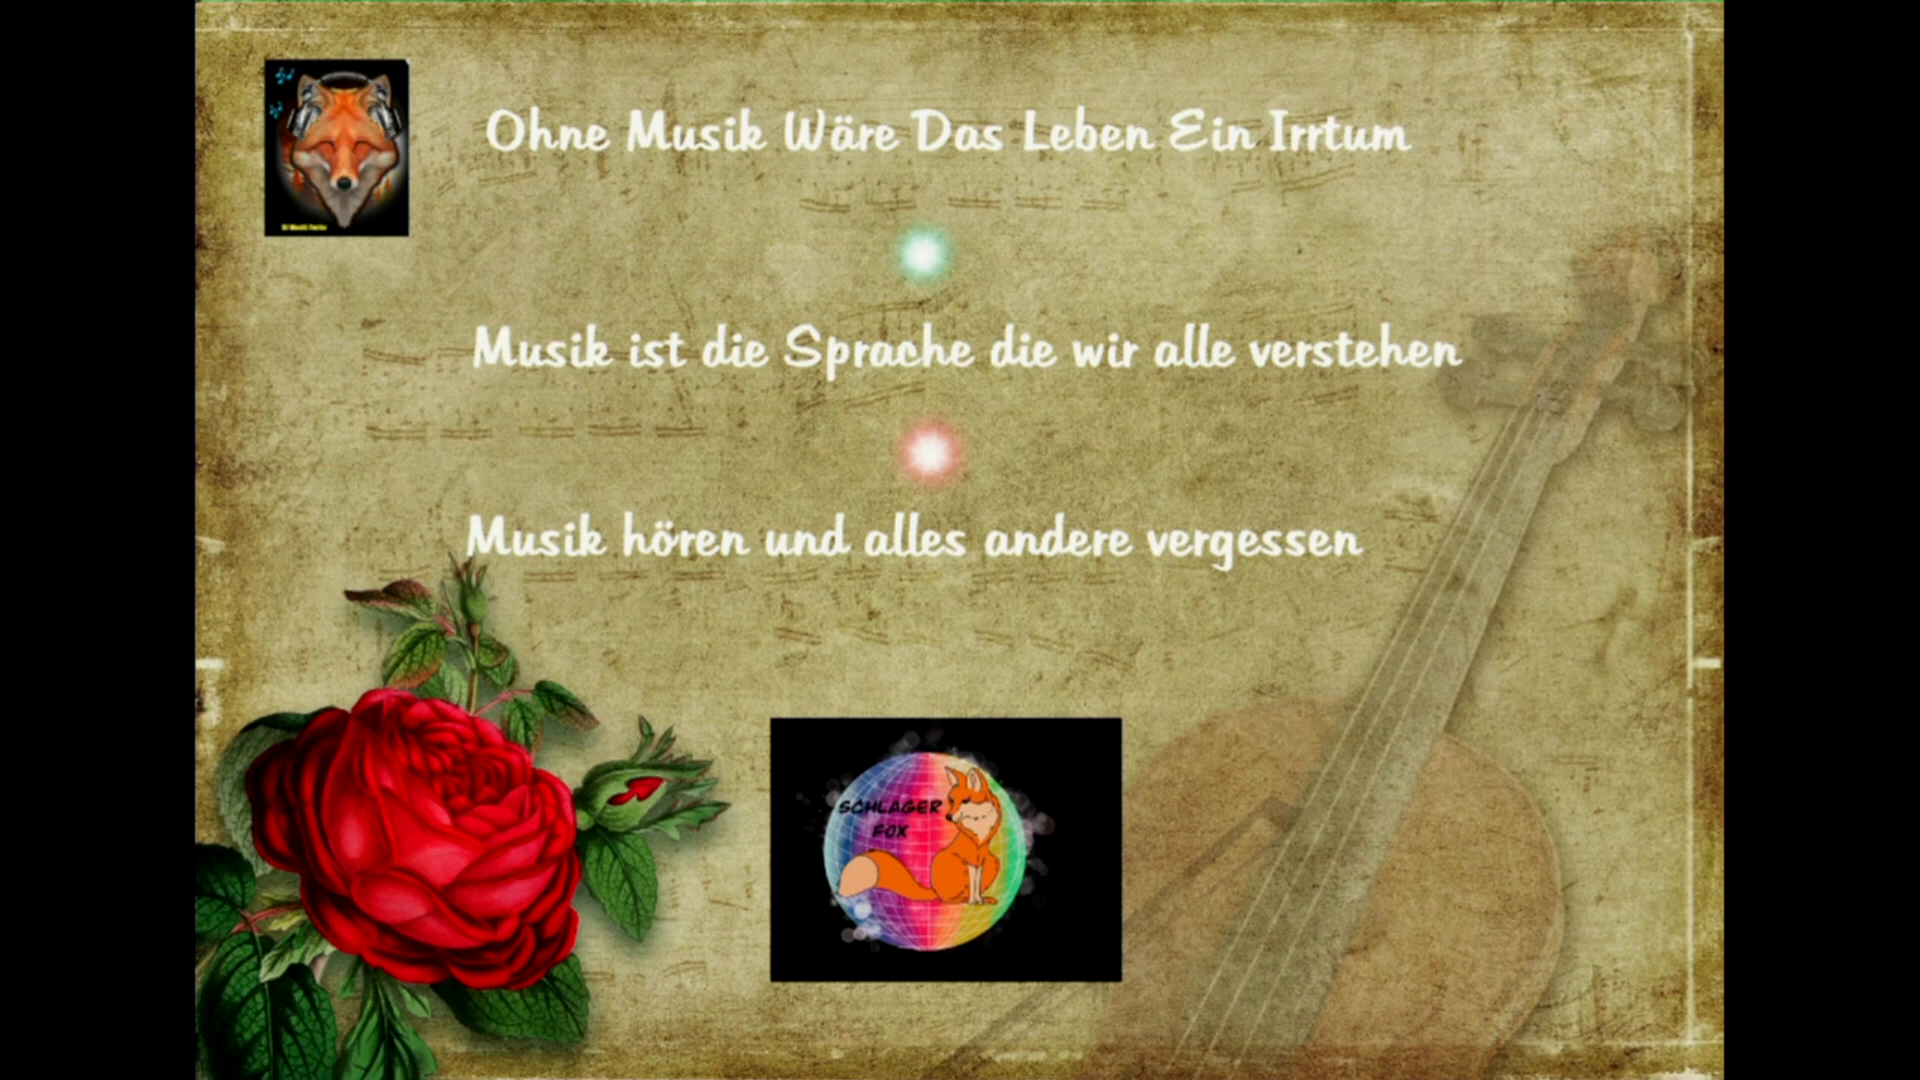 Ohne Musik Wäre Das Leben Ein Irrtum
Musik ist die Sprache die wir alle verstehen
Musik hören und alles andere vergessen
SCHLAGER
FOX